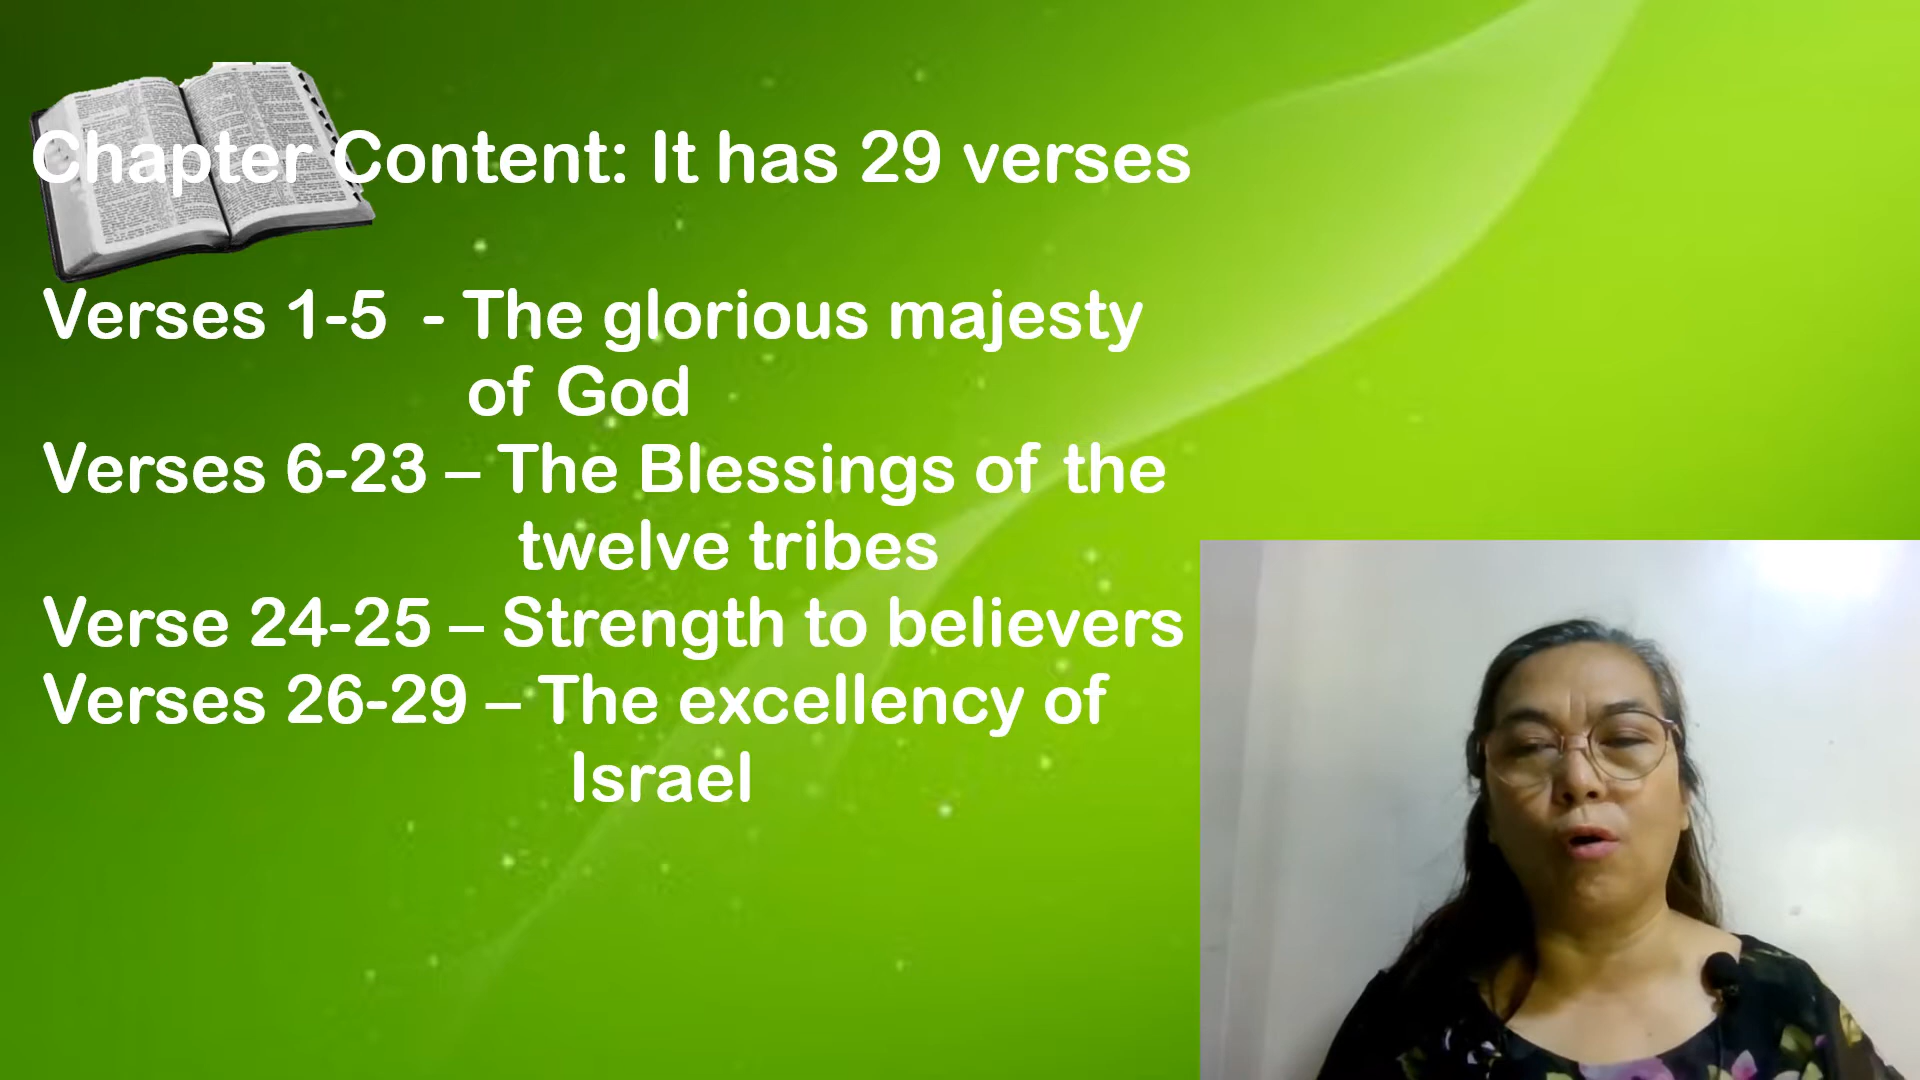 Chapter Content: It has 29 verses
Verses 1-5 - The glorious majesty
of God
Verses 6-23 – The Blessings of the
twelve tribes
Verse 24-25 – Strength to believers
Verses 26-29 – The excellency of
Israel